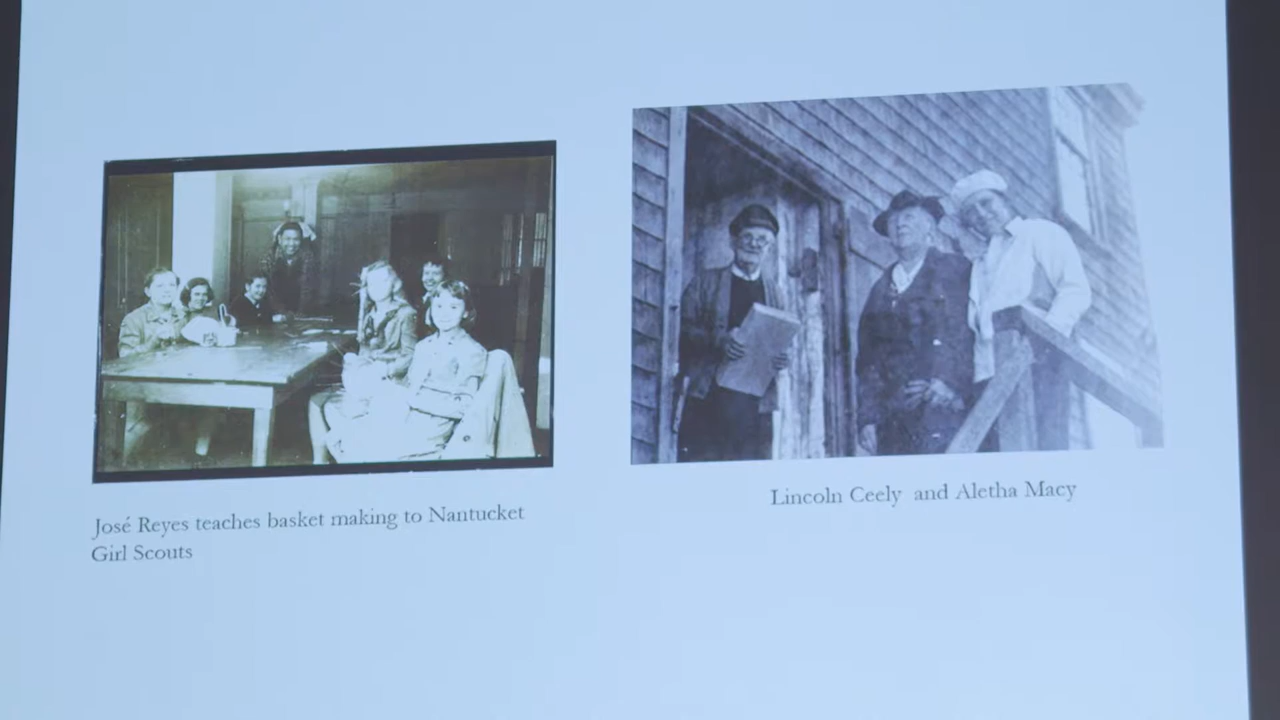 José Reyes teaches basket making to Nantucket
Girl Scouts
Lincoln Ceely and Aletha Macy